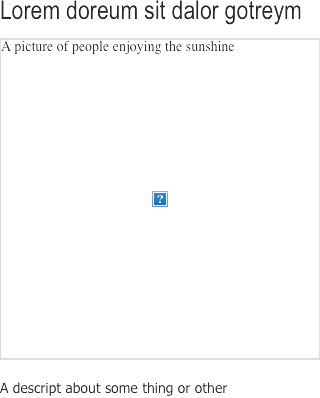 Lorem doreum sit dalor gotreym
A picture of people enjoying the sunshine
?
A descript about some thing or other